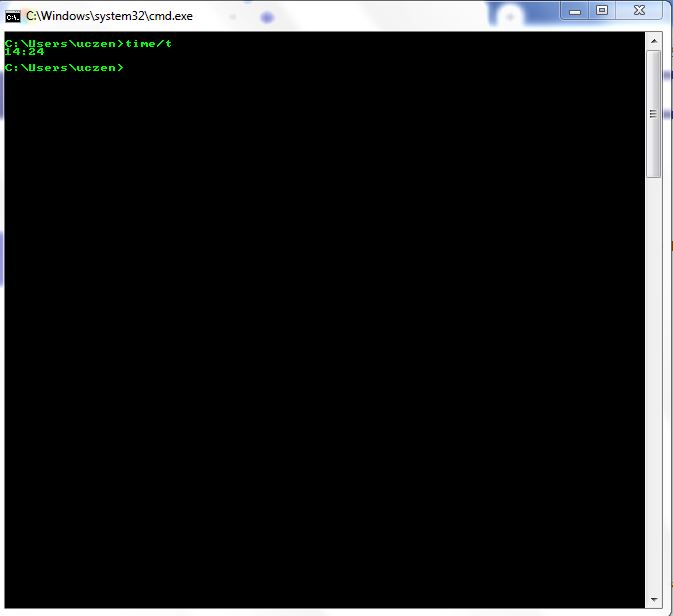 C:\Windows\system32\cmd.exe
C:\Users\uczen>time/t
14:24
C:\Users\uczen>